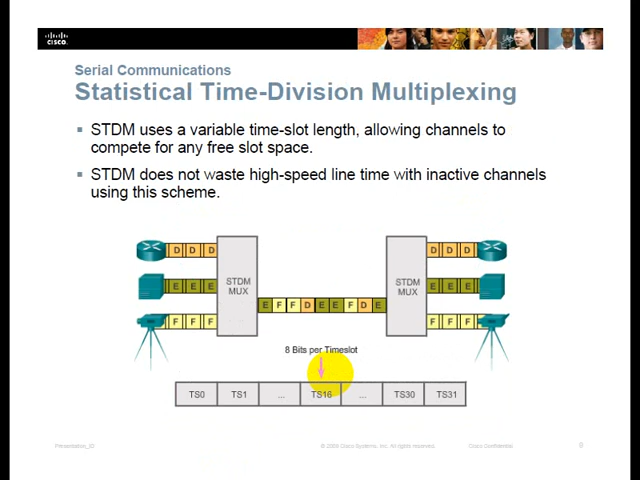 CISCO
Serial Communications
Statistical Time-Division Multiplexing
STDM uses a variable time-slot length, allowing channels to
compete for any free slot space.
STDM does not waste high-speed line time with inactive channels
using this scheme.
D D D
D D D
STDM
MUX
STDM
MUX
E E E
E E E
E F F D E E F D E
F F F
F F F
8 Bits per Timeslot
TS0 TS1 ... TS16 ... TS30 TS31
Presentation_ID © 2008 Cisco Systems, Inc. All rights reserved. Cisco Confidential